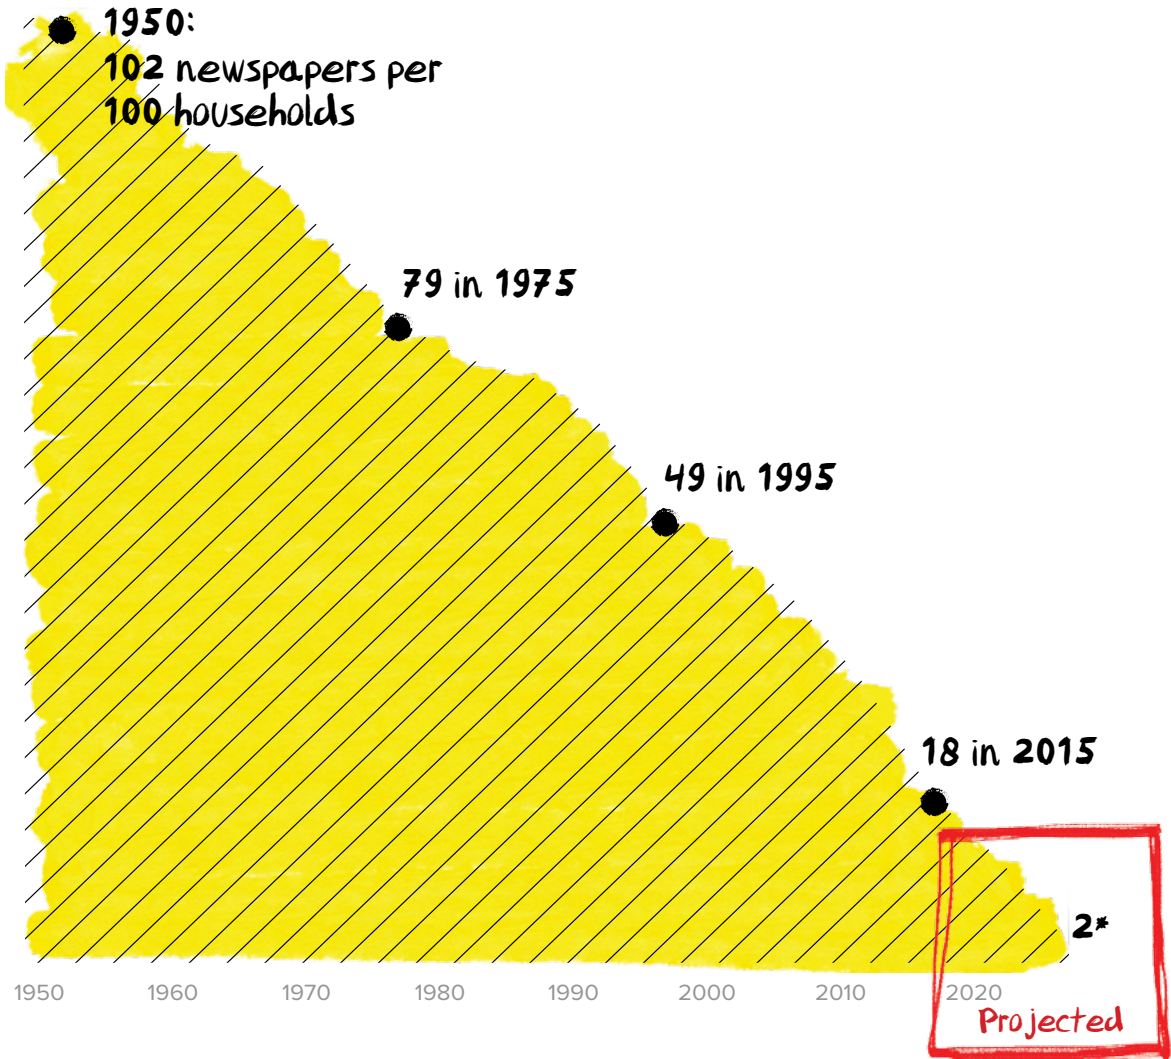 1950:
102 newspapers per
100 households
79 in 1975
49 in 1995
18 in 2015
2*
1950 1960 1970 1980 1990 2000 2010 2020
Projected